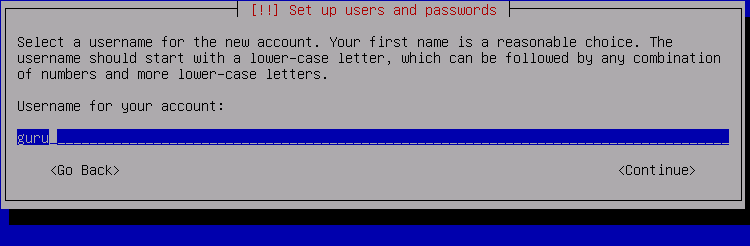 [!!] Set up users and passwords
Select a username for the new account. Your first name is a reasonable choice. The
username should start with a lower-case letter, which can be followed by any combination
of numbers and more lower-case letters.
Username for your account:
guru
<Go Back> <Continue>